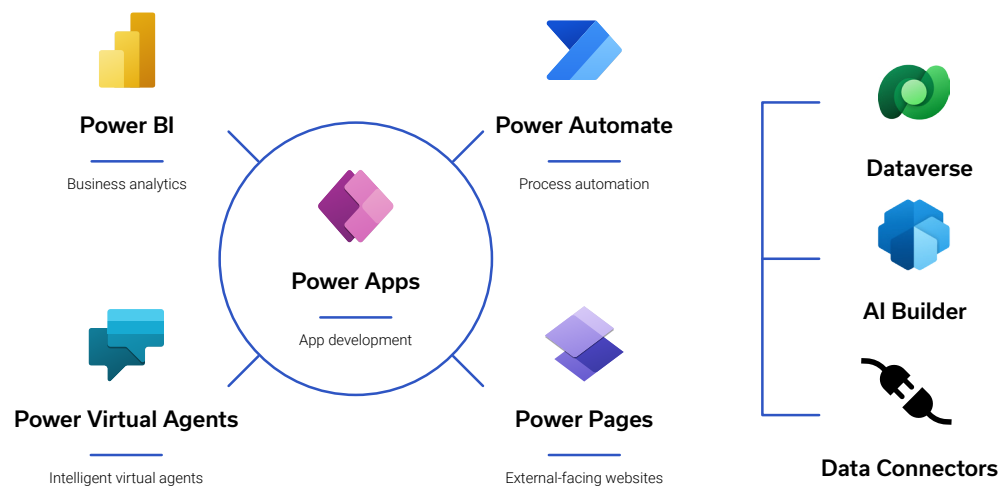 Power BI
Business analytics
Power Automate
Process automation
Power Apps
App development
Power Virtual Agents
Intelligent virtual agents
Power Pages
External-facing websites
Dataverse
AI Builder
Data Connectors